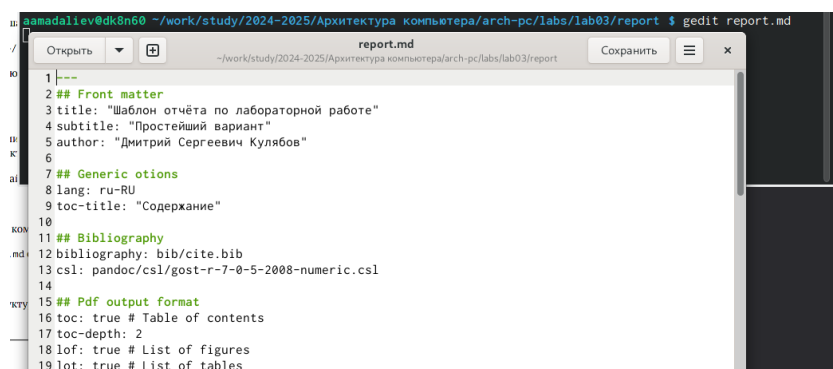 aamadaliev@dk8n60 ~/work/study/2024-2025/Архитектура компьютера/arch-pc/labs/lab03/report $ gedit report.md
Открыть
report.md
~/work/study/2024-2025/Архитектура компьютера/arch-pc/labs/lab03/report
Сохранить
1 ---
2 ## Front matter
3 title: "Шаблон отчёта по лабораторной работе"
4 subtitle: "Простейший вариант"
5 author: "Дмитрий Сергеевич Кулябов"
6
7 ## Generic otions
8 lang: ru-RU
9 toc-title: "Содержание"
10
11 ## Bibliography
12 bibliography: bib/cite.bib
13 csl: pandoc/csl/gost-r-7-0-5-2008-numeric.csl
14
15 ## Pdf output format
16 toc: true # Table of contents
17 toc-depth: 2
18 lof: true # List of figures
19 lot: true # List of tables